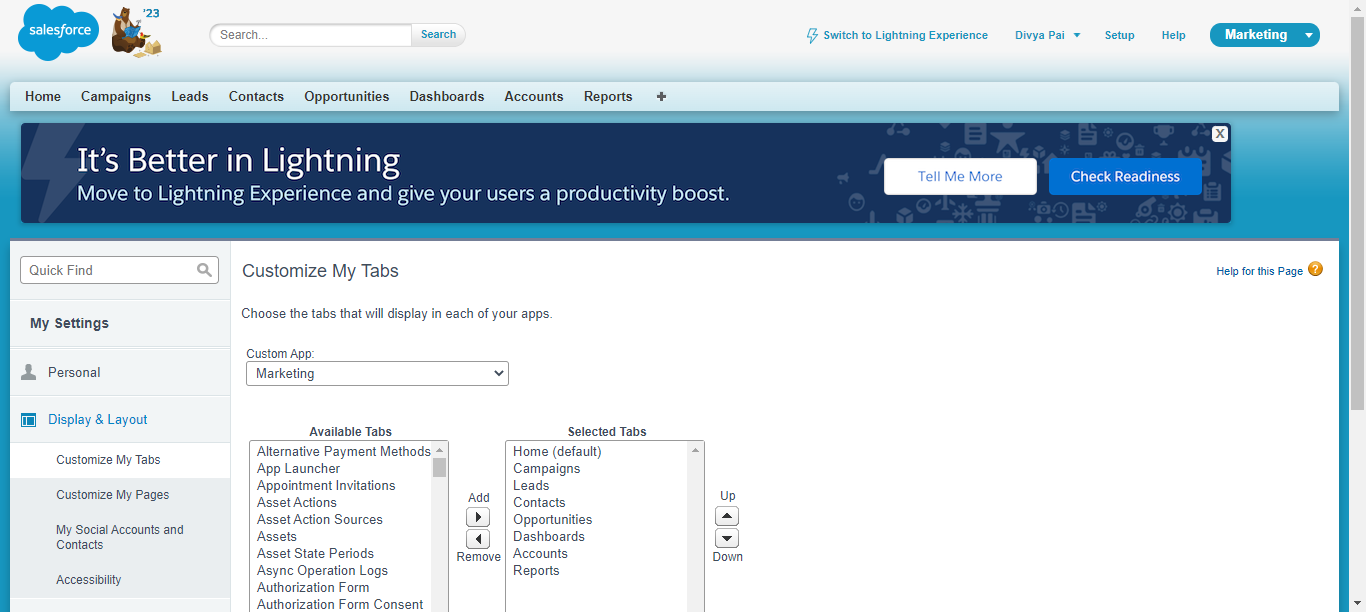 salesforce
'23
Search...
Search
Switch to Lightning Experience
Divya Pai
Setup
Help
Marketing
Home
Campaigns
Leads
Contacts
Opportunities
Dashboards
Accounts
Reports
+
It's Better in Lightning
Move to Lightning Experience and give your users a productivity boost.
Tell Me More
Check Readiness
X
Quick Find
My Settings
Personal
Display & Layout
Customize My Tabs
Customize My Pages
My Social Accounts and
Contacts
Accessibility
Customize My Tabs
Help for this Page
?
Choose the tabs that will display in each of your apps.
Custom App:
Marketing
Available Tabs
Alternative Payment Methods
App Launcher
Appointment Invitations
Asset Actions
Asset Action Sources
Assets
Asset State Periods
Async Operation Logs
Authorization Form
Authorization Form Consent
Add
Remove
Selected Tabs
Home (default)
Campaigns
Leads
Contacts
Opportunities
Dashboards
Accounts
Reports
Up
Down